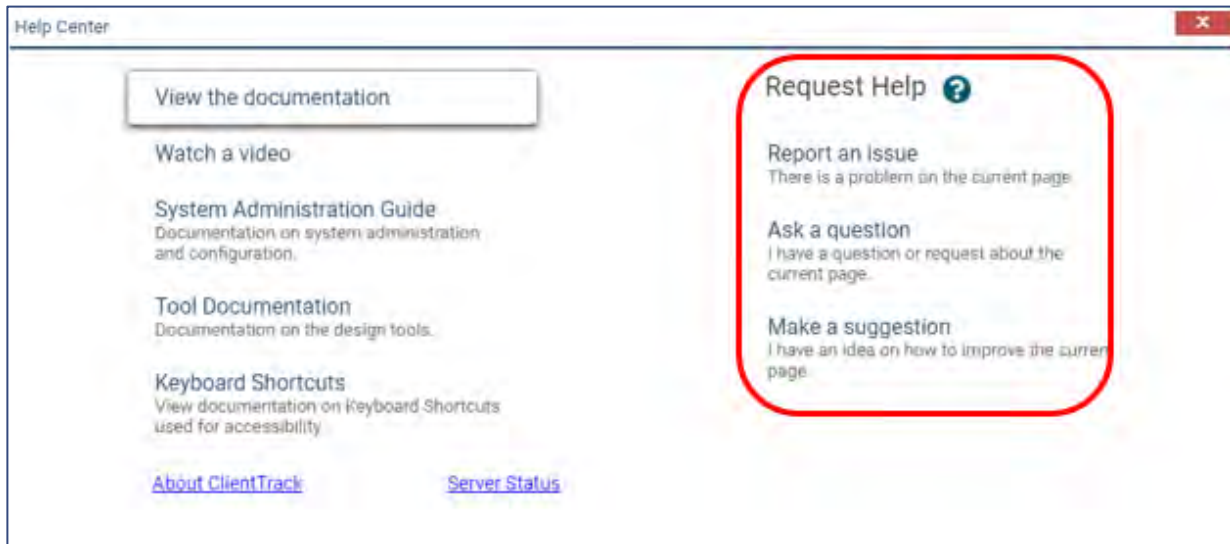 Help Center
x
View the documentation
Watch a video
System Administration Guide
Documentation on system administration
and configuration.
Tool Documentation
Documentation on the design tools.
Keyboard Shortcuts
View documentation on Keyboard Shortcuts
used for accessibility
About ClientTrack
Server Status
Request Help ?
Report an issue
There is a problem on the current page
Ask a question
I have a question or request about the
current page.
Make a suggestion
I have an idea on how to improve the current
page